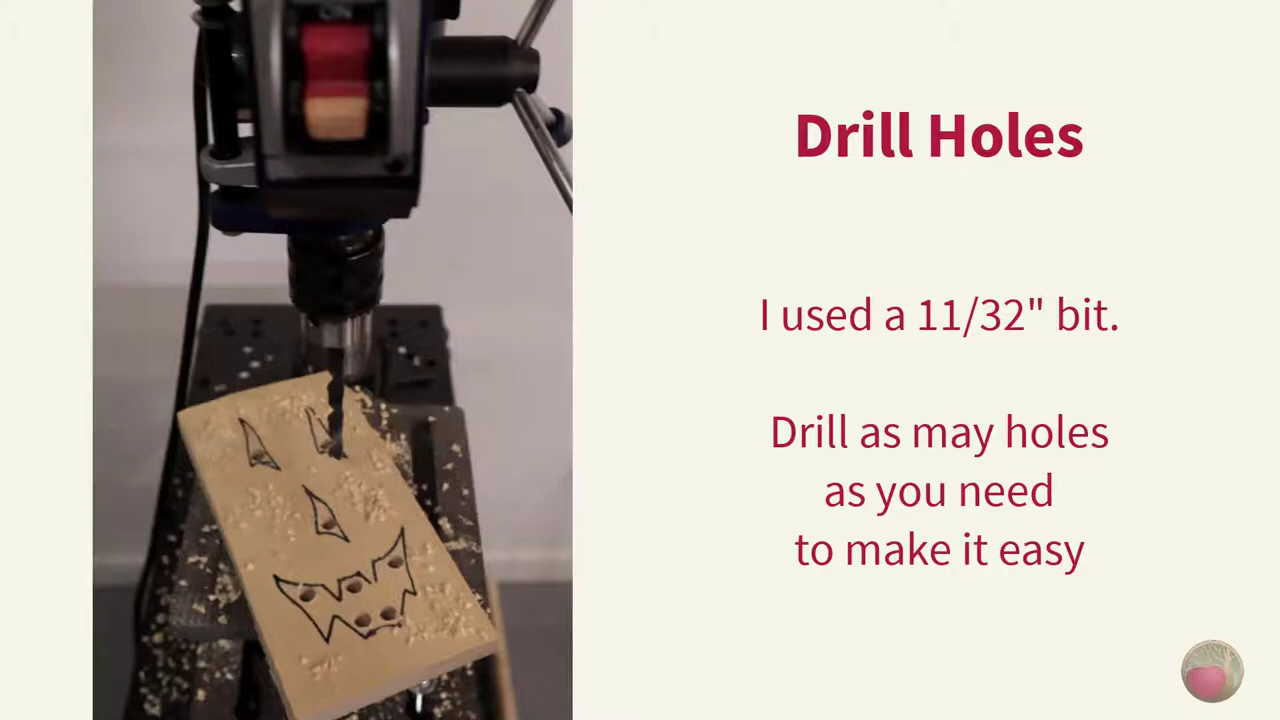 Drill Holes
I used a 11/32" bit.
Drill as may holes
as you need
to make it easy